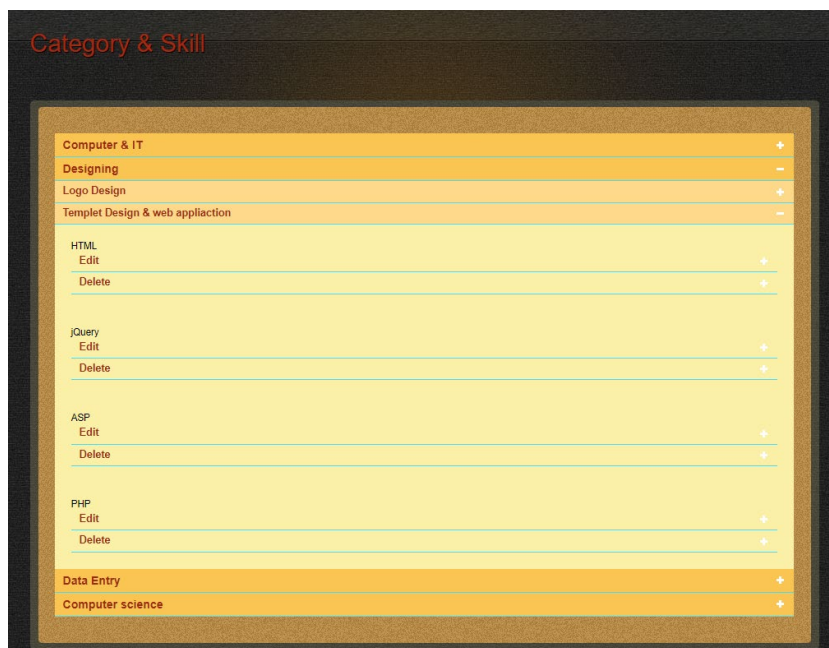 Category & Skill
Computer & IT
Designing
Logo Design
Templet Design & web appliaction
HTML
Edit
Delete
jQuery
Edit
Delete
ASP
Edit
Delete
PHP
Edit
Delete
Data Entry
Computer science